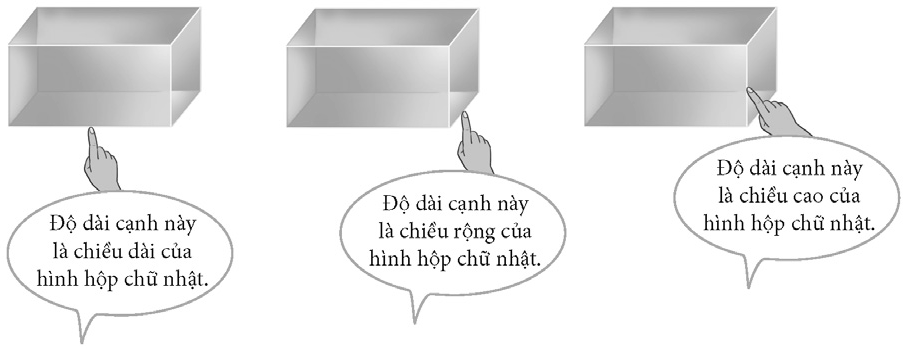 Độ dài cạnh này
là chiều dài của
hình hộp chữ nhật.
Độ dài cạnh này
là chiều rộng của
hình hộp chữ nhật.
Độ dài cạnh này
là chiều cao của
hình hộp chữ nhật.